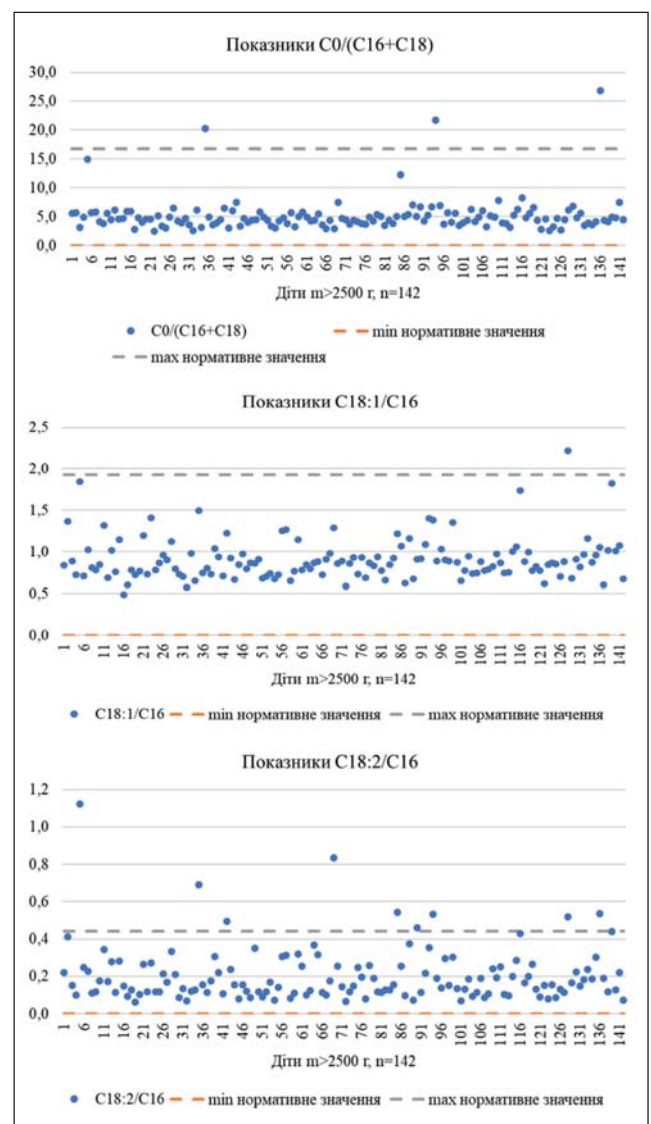 Показники C0/(C16+C18)
30,0
25,0
20,0
15,0
10,0
5,0
0,0
1 6 11 16 21 26 31 36 41 46 51 56 61 66 71 76 81 86 91 96 101 106 111 116 121 126 131 136 141
Діти m>2500 г, n=142
C0/(C16+C18) min нормативне значення
max нормативне значення
Показники C18:1/C16
2,5
2,0
1,5
1,0
0,5
0,0
1 6 11 16 21 26 31 36 41 46 51 56 61 66 71 76 81 86 91 96 101 106 111 116 121 126 131 136 141
Діти m>2500 г, n=142
C18:1/C16 min нормативне значення max нормативне значення
Показники C18:2/C16
1,2
1,0
0,8
0,6
0,4
0,2
0,0
1 6 11 16 21 26 31 36 41 46 51 56 61 66 71 76 81 86 91 96 101 106 111 116 121 126 131 136 141
Діти m>2500 г, n=142
C18:2/C16 min нормативне значення max нормативне значення